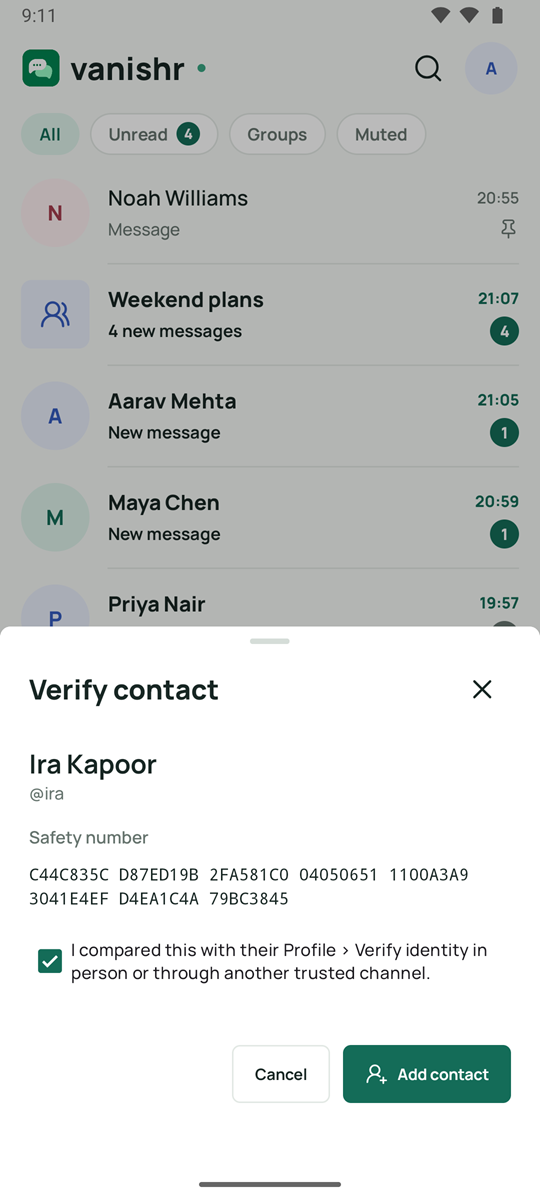 9:11
vanishr
A
All
Unread 4
Groups
Muted
N
Noah Williams
20:55
Message
Weekend plans
21:07
4 new messages
4
A
Aarav Mehta
21:05
New message
1
M
Maya Chen
20:59
New message
1
P
Priya Nair
19:57
Verify contact
Ira Kapoor
@ira
Safety number
C44C835C D87ED19B 2FA581C0 04050651 1100A3A9
3041E4EF D4EA1C4A 79BC3845
I compared this with their Profile › Verify identity in
person or through another trusted channel.
Cancel
Add contact